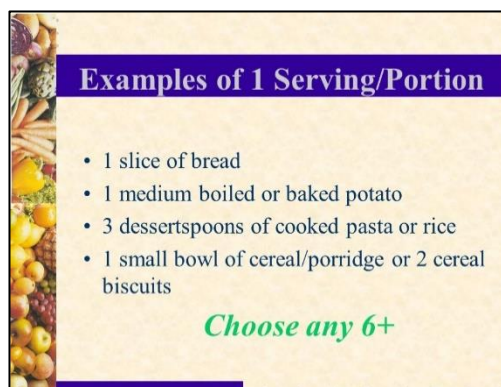 Examples of 1 Serving/Portion
• 1 slice of bread
• 1 medium boiled or baked potato
• 3 dessertspoons of cooked pasta or rice
• 1 small bowl of cereal/porridge or 2 cereal
biscuits
Choose any 6+